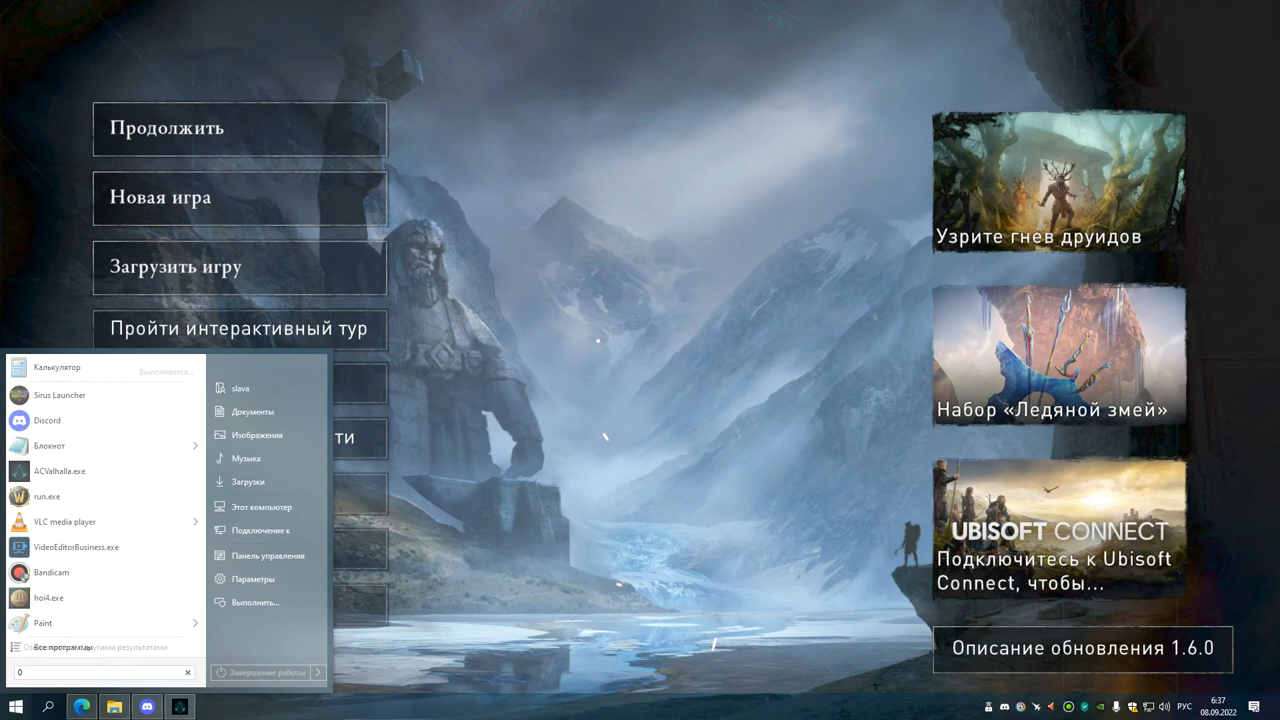 Продолжить
Новая игра
Загрузить игру
Пройти интерактивный тур
ти
Узрите гнев друидов
Набор «Ледяной змей»
UBISOFT CONNECT
Подключитесь к Ubisoft
Connect, чтобы...
Описание обновления 1.6.0
Калькулятор
Выполняется...
Sirus Launcher
Discord
Блокнот
ACValhalla.exe
run.exe
VLC media player
VideoEditorBusiness.exe
Bandicam
hoi4.exe
Paint
Все программы
другими результатами
0
slava
Документы
Изображения
Музыка
Загрузки
Этот компьютер
Подключение к
Панель управления
Параметры
Выполнить...
Завершение работы
РУС
6:37
08.09.2022